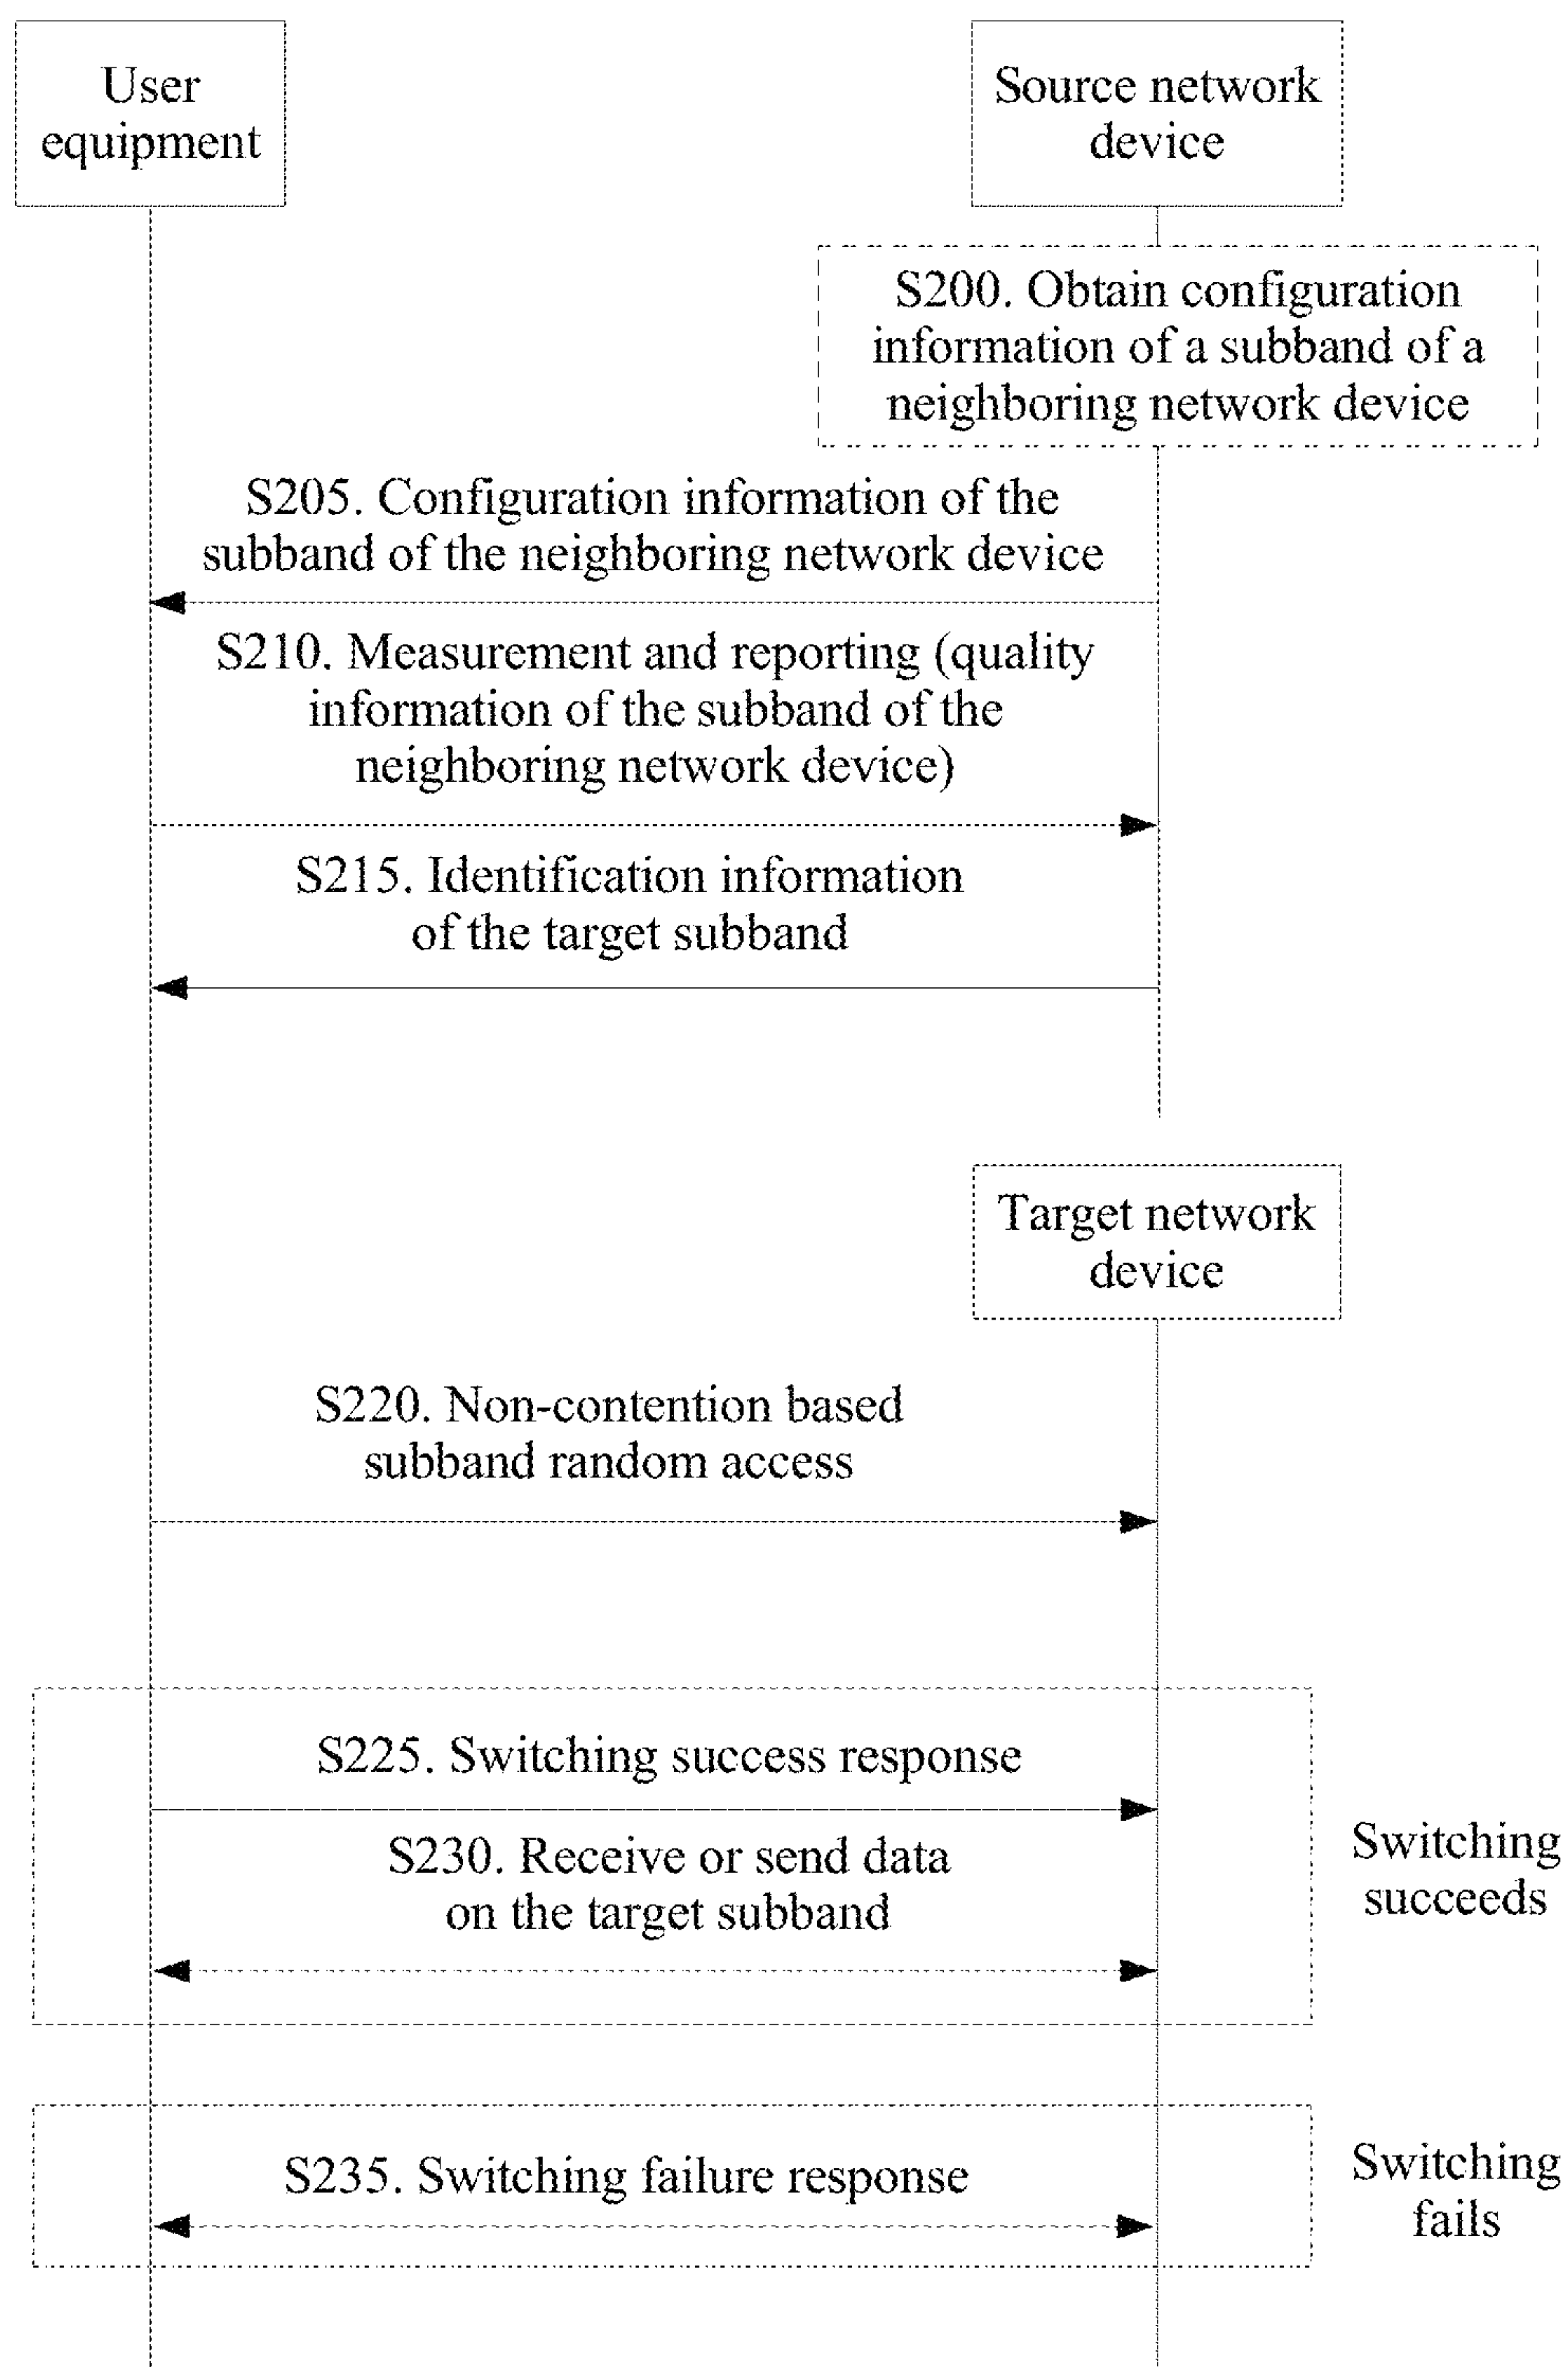 User
equipment
Source network
device
S200. Obtain configuration
information of a subband of a
neighboring network device
S205. Configuration information of the
subband of the neighboring network device
S210. Measurement and reporting (quality
information of the subband of the
neighboring network device)
S215. Identification information
of the target subband
Target network
device
S220. Non-contention based
subband random access
S225. Switching success response
S230. Receive or send data
on the target subband
Switching
succeeds
S235. Switching failure response
Switching
fails